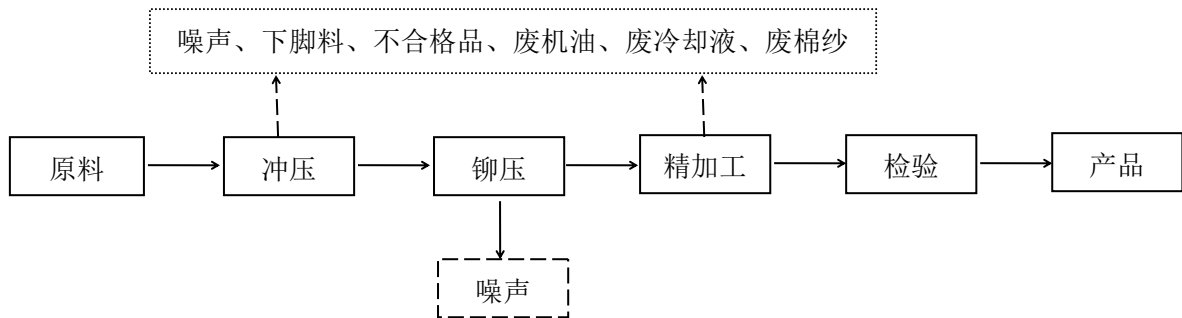 噪声、下脚料、不合格品、废机油、废冷却液、废棉纱
原料
冲压
铆压
精加工
检验
产品
噪声